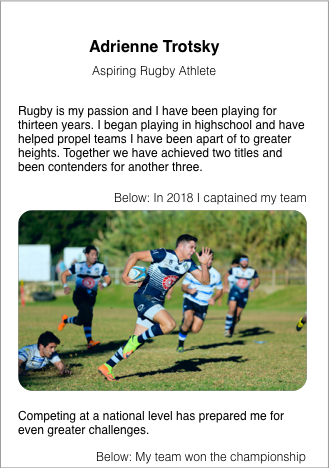 Adrienne Trotsky
Aspiring Rugby Athlete
Rugby is my passion and I have been playing for
thirteen years. I began playing in highschool and have
helped propel teams I have been apart of to greater
heights. Together we have achieved two titles and
been contenders for another three.
Below: In 2018 I captained my team
Competing at a national level has prepared me for
even greater challenges.
Below: My team won the championship